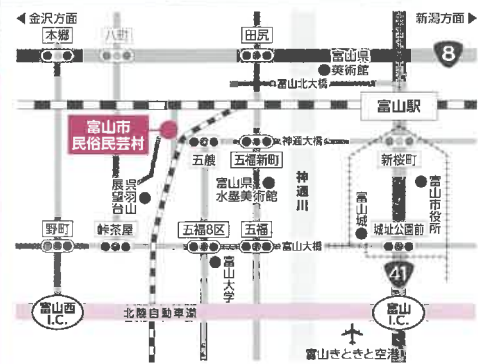 ◀金沢方面
新潟方面▶
本郷
八町
田尻
富山県
美術館
8
富山北大橋
富山駅
富山市
民俗民芸村
神通大橋
五艘
五福新町
新桜町
呉羽山
展望台
富山県
水墨美術館
神通川
富山城
富山市役所
野町
峠茶屋
五福8区
五福
富山大橋
城址公園前
富山大学
41
富山西
I.C.
北陸自動車道
富山
I.C.
富山きときと空港